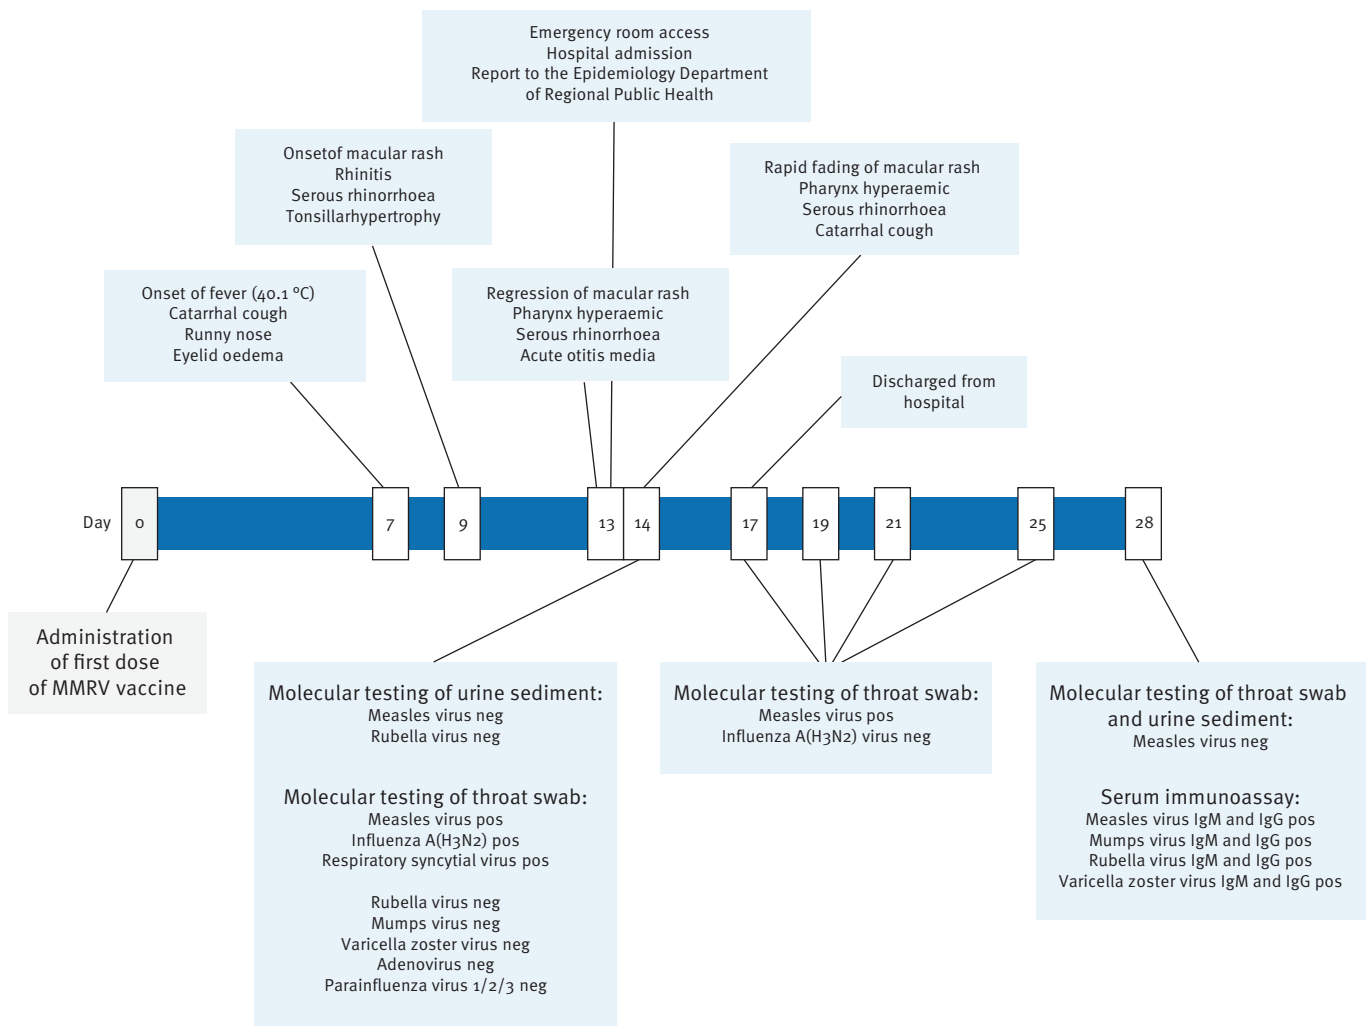 Emergency room access
Hospital admission
Report to the Epidemiology Department
of Regional Public Health
Onsetof macular rash
Rhinitis
Serous rhinorrhoea
Tonsillarhypertrophy
Rapid fading of macular rash
Pharynx hyperaemic
Serous rhinorrhoea
Catarrhal cough
Onset of fever (40.1 °C)
Catarrhal cough
Runny nose
Eyelid oedema
Regression of macular rash
Pharynx hyperaemic
Serous rhinorrhoea
Acute otitis media
Discharged from
hospital
Day 0 7 9 13 14 17 19 21 25 28
Administration
of first dose
of MMRV vaccine
Molecular testing of urine sediment:
Measles virus neg
Rubella virus neg
Molecular testing of throat swab:
Measles virus pos
Influenza A(H3N2) pos
Respiratory syncytial virus pos
Rubella virus neg
Mumps virus neg
Varicella zoster virus neg
Adenovirus neg
Parainfluenza virus 1/2/3 neg
Molecular testing of throat swab:
Measles virus pos
Influenza A(H3N2) virus neg
Molecular testing of throat swab
and urine sediment:
Measles virus neg
Serum immunoassay:
Measles virus IgM and IgG pos
Mumps virus IgM and IgG pos
Rubella virus IgM and IgG pos
Varicella zoster virus IgM and IgG pos